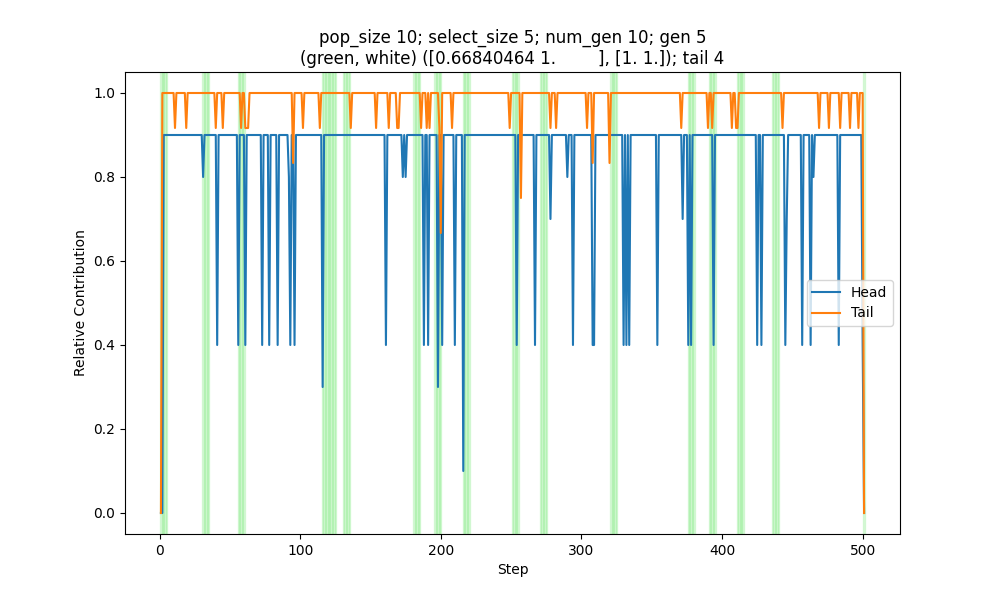 pop_size 10; select_size 5; num_gen 10; gen 5
(green, white) ([0.66840464 1.        ], [1. 1.]); tail 4
1.0
0.8
0.6
0.4
0.2
0.0
Relative Contribution
Head
Tail
0
100
200
300
400
500
Step